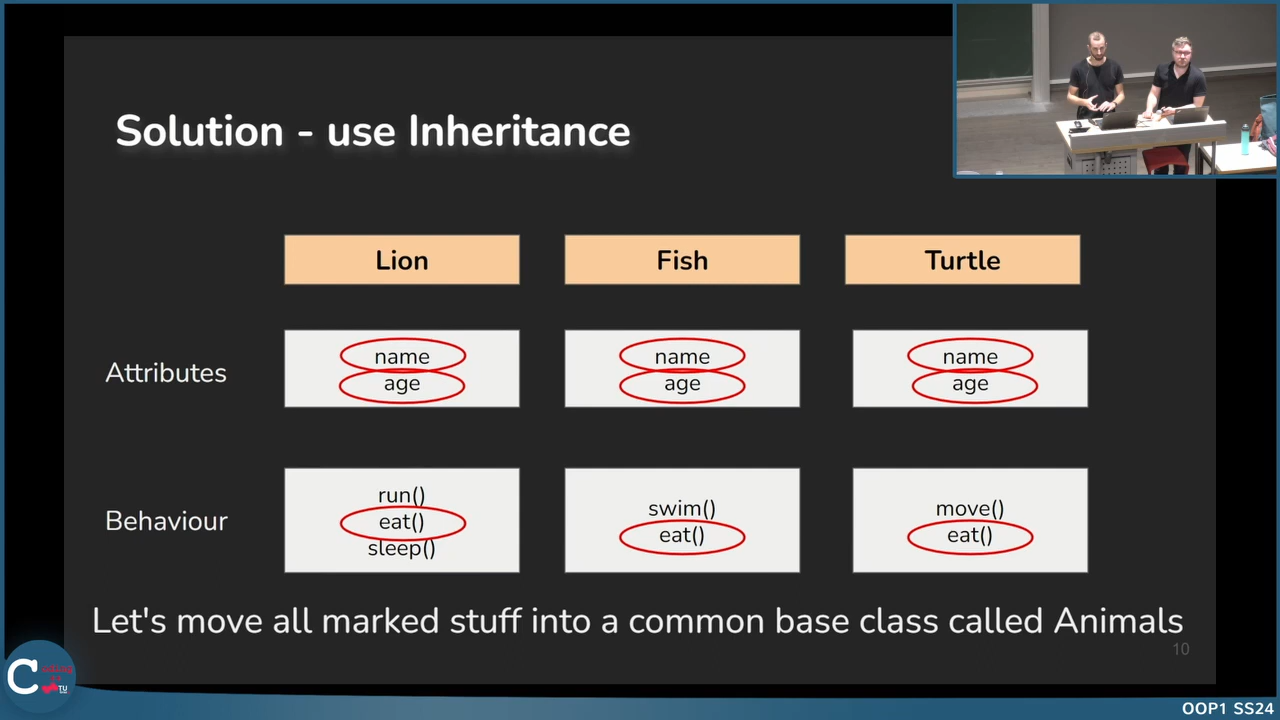 Solution - use Inheritance
Lion Fish Turtle
Attributes
name name name
age age age
Behaviour
run()
eat()
sleep()
swim()
eat()
move()
eat()
Let's move all marked stuff into a common base class called Animals
10
C
TU
OOP1 SS24